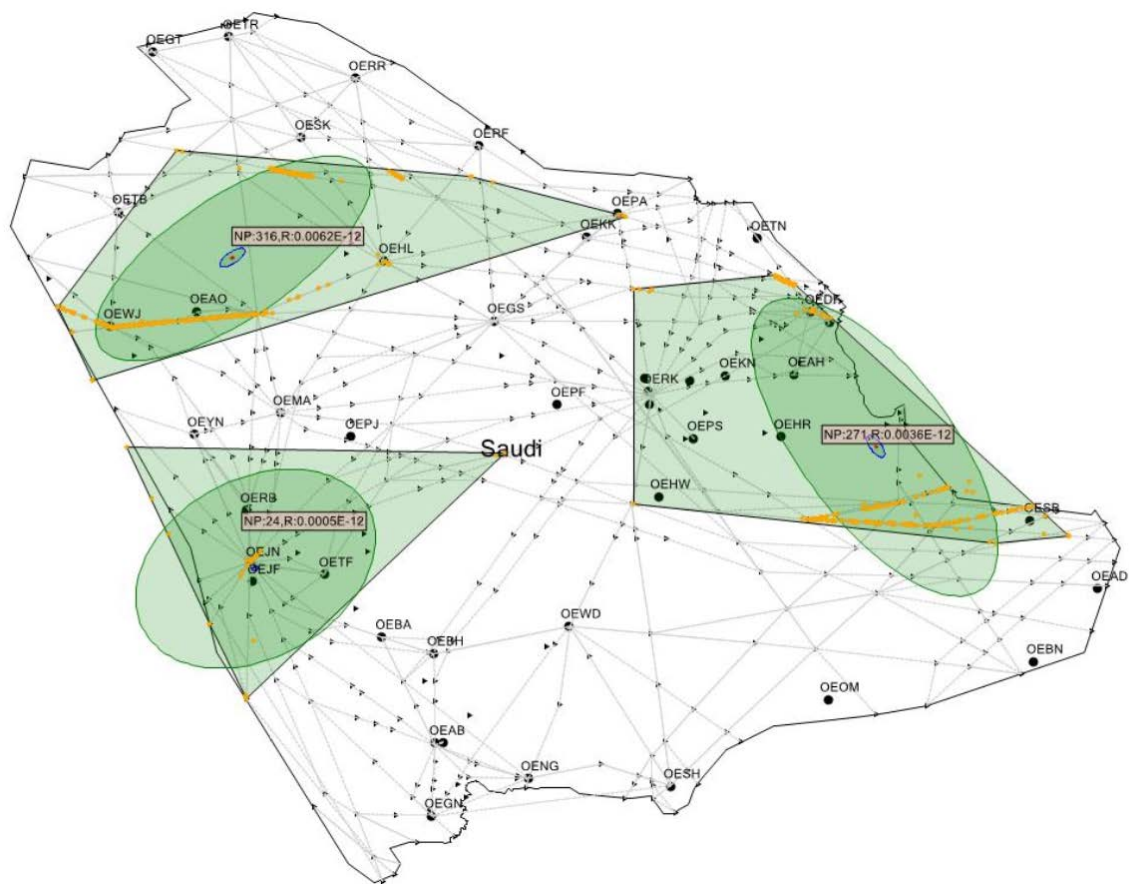 OETR
OEGT
OERR
OESK
OERF
OETB
OEPA
OEKK
OETN
NP:316,R:0.0062E-12
OEHL
OEAO
OEWJ
OEGS
OERK
OEKN
OEAH
OEMA
OEPF
OEYN
OEPJ
OEPS
OEHR
NP:271,R:0.0036E-12
Saudi
OEHW
OERB
NP:24,R:0.0005E-12
OEJN
OEJF
OETF
OEAD
OEBA
OEWD
OEBH
OEBN
OEOM
OEAB
OENG
OESH
OEGN